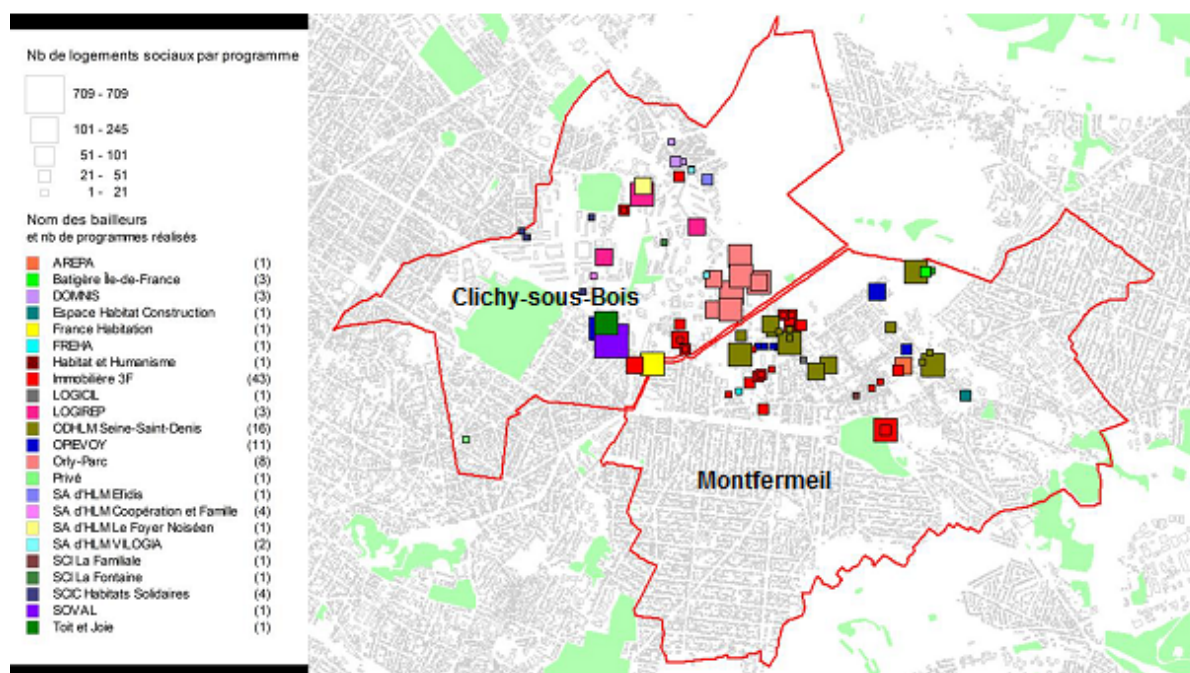 Nb de logements sociaux par programme
709 - 709
101 - 245
51 - 101
21 - 51
1 - 21
Nom des bailleurs
et nb de programmes réalisés
AREPA (1)
Batigère Île-de-France (3)
DOMNIS (3)
Espace Habitat Construction (1)
France Habitation (1)
FREHA (1)
Habitat et Humanisme (1)
Immobilière 3F (43)
LOGICIL (1)
LOGIREP (3)
ODHLM Seine-Saint-Denis (16)
OPIEVOY (11)
Orly-Parc (8)
Privé (1)
SA d'HLM Efidis (1)
SA d'HLM Coopération et Famille (4)
SA d'HLM Le Foyer Noiséen (1)
SA d'HLM VILOGIA (2)
SCI La Familiale (1)
SCI La Fontaine (1)
SCIC Habitats Solidaires (4)
SOVAL (1)
Toit et Joie (1)
Clichy-sous-Bois
Montfermeil